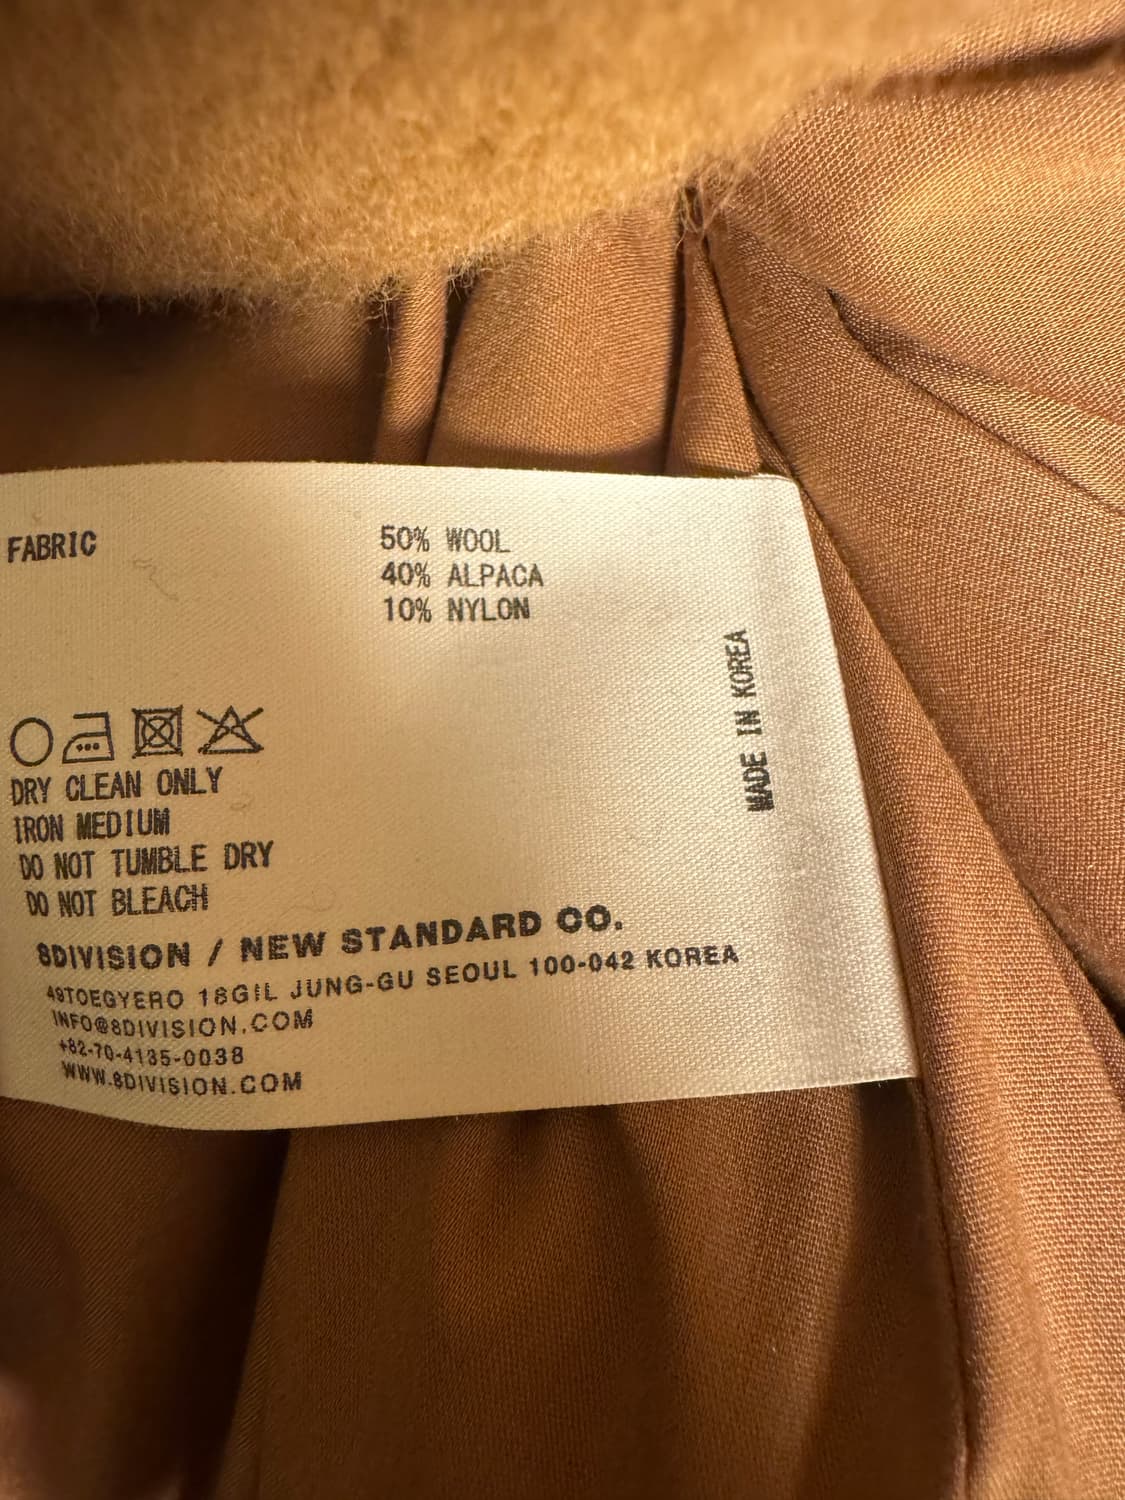 FABRIC
50% WOOL
40% ALPACA
10% NYLON
MADE IN KOREA
DRY CLEAN ONLY
IRON MEDIUM
DO NOT TUMBLE DRY
DO NOT BLEACH
8DIVISION / NEW STANDARD CO.
49TOEGYERO 18GIL JUNG-GU SEOUL 100-042 KOREA
INFO@8DIVISION.COM
+82-70-4135-0038
WWW.8DIVISION.COM